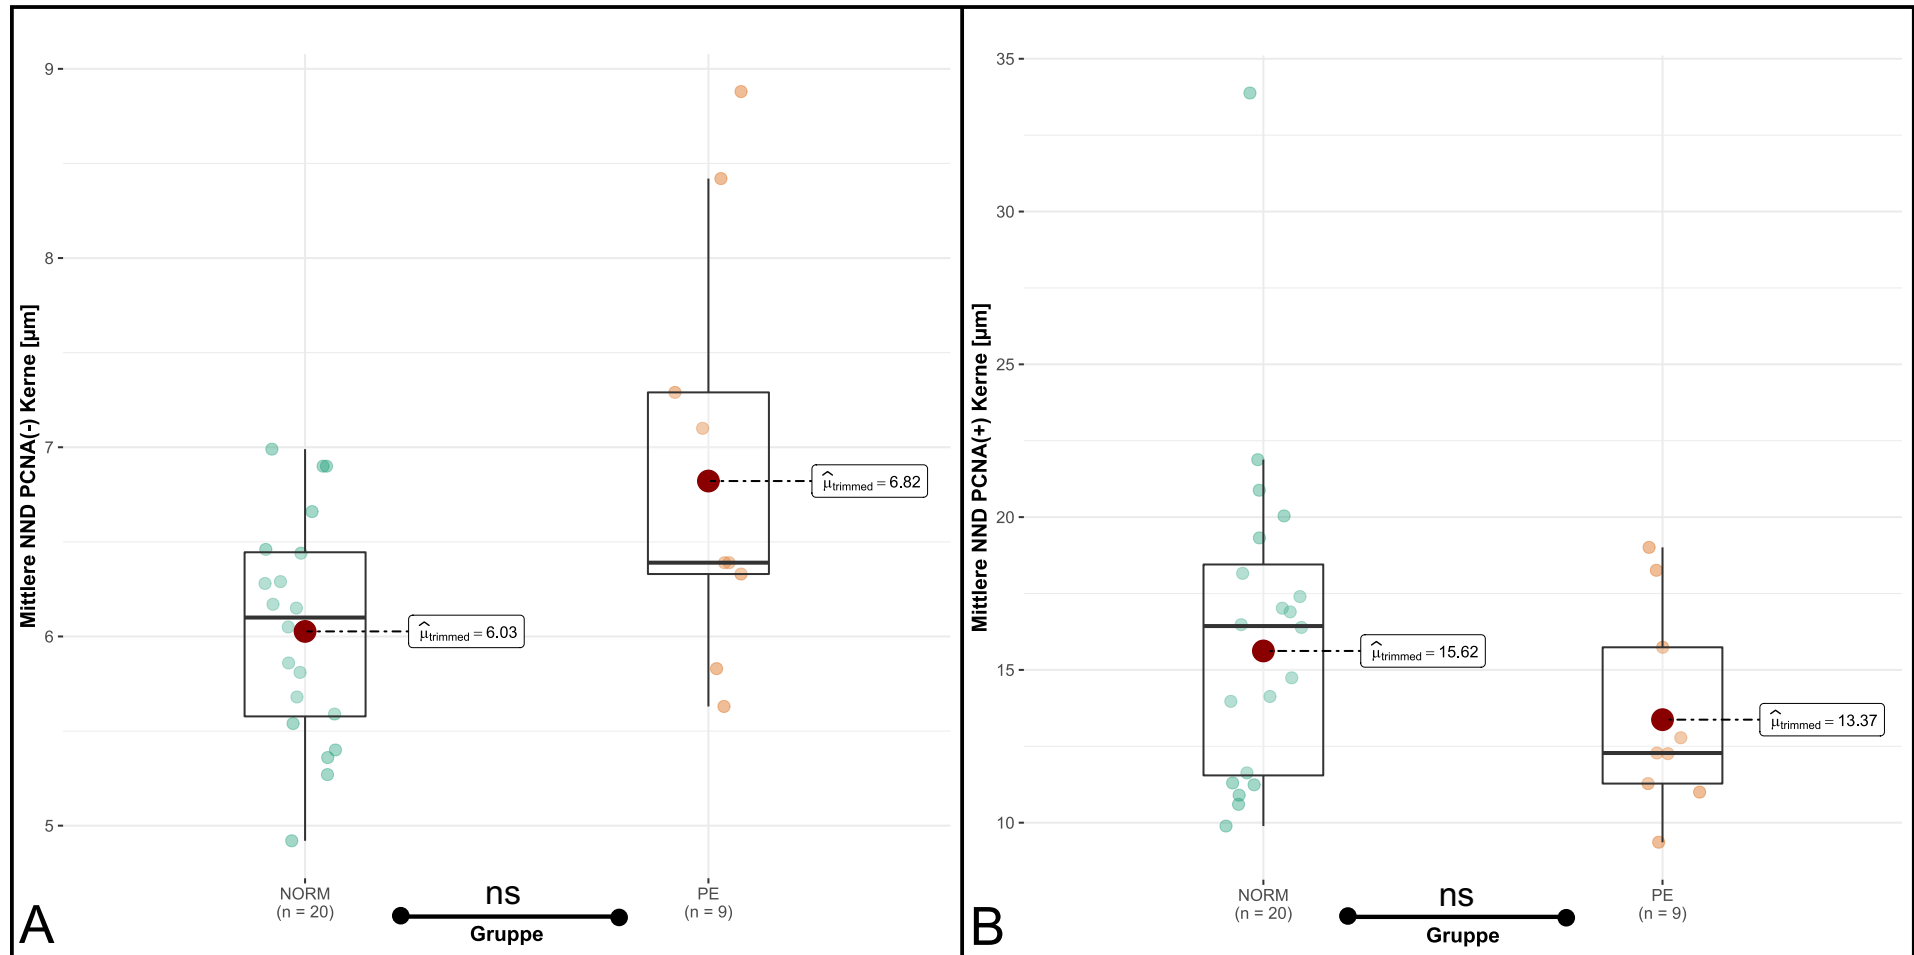 9
8
7
6
5
Mittlere NND PCNA(-) Kerne [µm]
μ̂trimmed = 6.03
μ̂trimmed = 6.82
NORM
(n = 20)
PE
(n = 9)
ns
Gruppe
A
35
30
25
20
15
10
Mittlere NND PCNA(+) Kerne [µm]
μ̂trimmed = 15.62
μ̂trimmed = 13.37
NORM
(n = 20)
PE
(n = 9)
ns
Gruppe
B